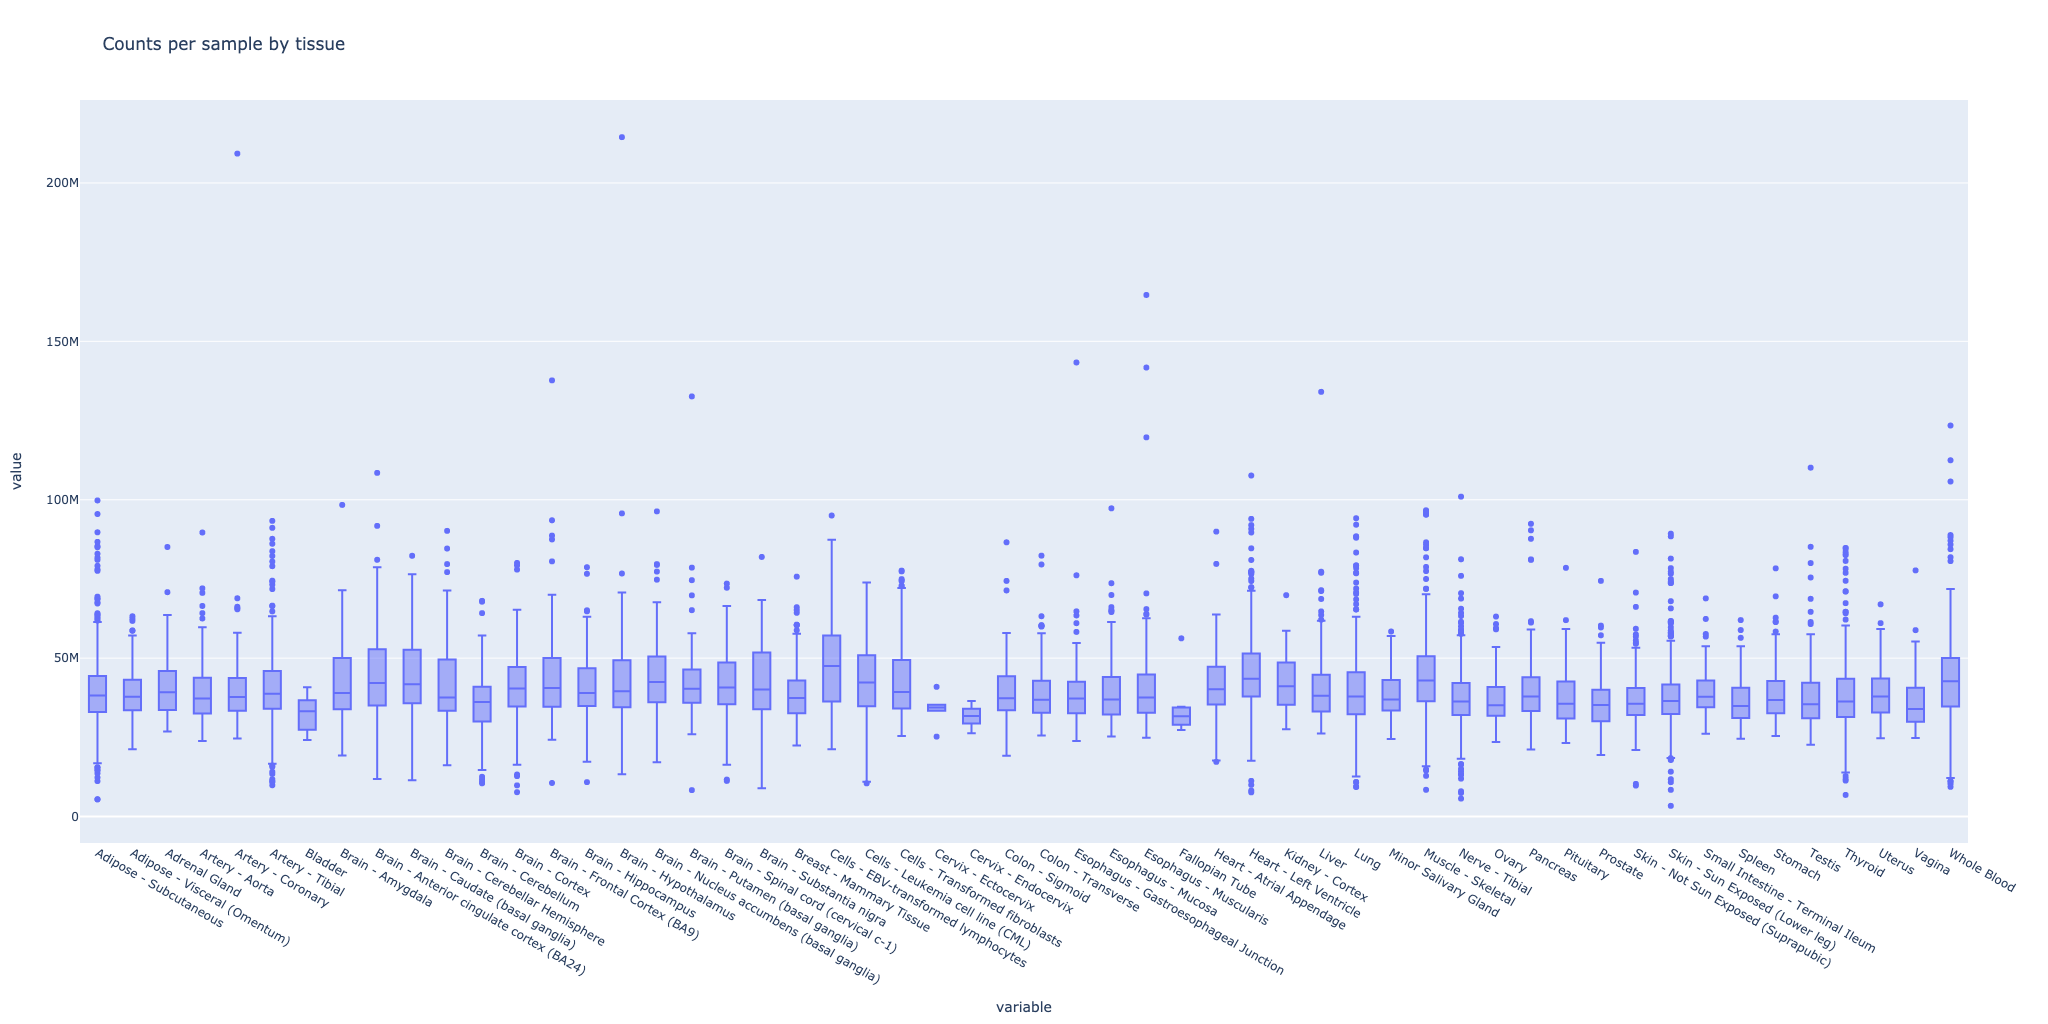 Counts per sample by tissue
200M
150M
100M
50M
0
value
Adipose - Subcutaneous
Adipose - Visceral (Omentum)
Adrenal Gland
Artery - Aorta
Artery - Coronary
Artery - Tibial
Bladder
Brain - Amygdala
Brain - Anterior cingulate cortex (BA24)
Brain - Caudate (basal ganglia)
Brain - Cerebellar Hemisphere
Brain - Cerebellum
Brain - Cortex
Brain - Frontal Cortex (BA9)
Brain - Hippocampus
Brain - Hypothalamus
Brain - Nucleus accumbens (basal ganglia)
Brain - Putamen (basal ganglia)
Brain - Spinal cord (cervical c-1)
Brain - Substantia nigra
Breast - Mammary Tissue
Cells - EBV-transformed lymphocytes
Cells - Leukemia cell line (CML)
Cells - Transformed fibroblasts
Cervix - Ectocervix
Cervix - Endocervix
Colon - Sigmoid
Colon - Transverse
Esophagus - Gastroesophageal Junction
Esophagus - Mucosa
Esophagus - Muscularis
Fallopian Tube
Heart - Atrial Appendage
Heart - Left Ventricle
Kidney - Cortex
Liver
Lung
Minor Salivary Gland
Muscle - Skeletal
Nerve - Tibial
Ovary
Pancreas
Pituitary
Prostate
Skin - Not Sun Exposed (Suprapubic)
Skin - Sun Exposed (Lower leg)
Small Intestine - Terminal Ileum
Spleen
Stomach
Testis
Thyroid
Uterus
Vagina
Whole Blood
variable